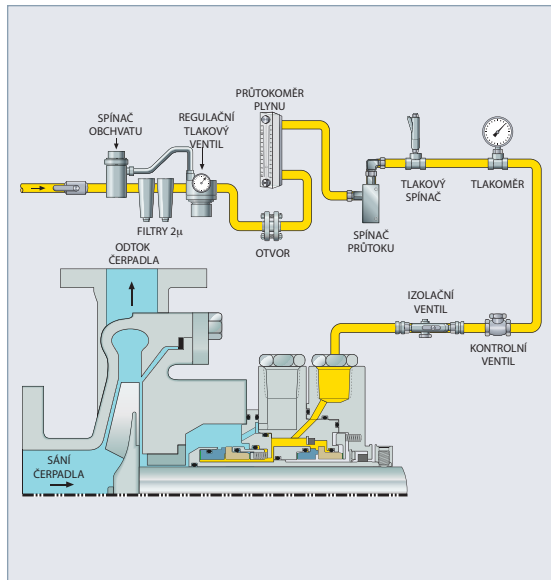 PRŮTOKOMĚR
PLYNU
SPÍNAČ
OBCHVATU
REGULAČNÍ
TLAKOVÝ
VENTIL
TLAKOVÝ
SPÍNAČ
TLAKOMĚR
FILTRY 2µ
SPÍNAČ
PRŮTOKU
OTVOR
ODTOK
ČERPADLA
IZOLAČNÍ
VENTIL
KONTROLNÍ
VENTIL
SÁNÍ
ČERPADLA